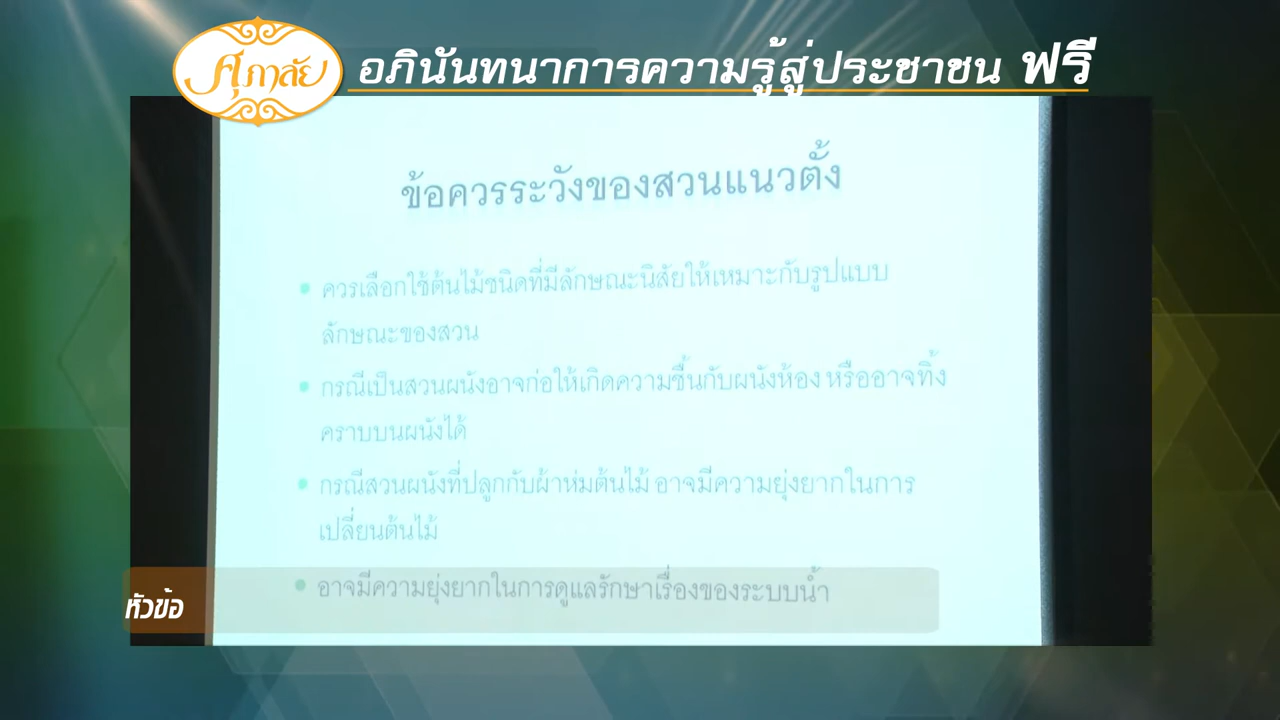 ศุภาลัย
อภินันทนาการความรู้สู่ประชาชน ฟรี
ข้อควรระวังของสวนแนวตั้ง
• ควรเลือกใช้ต้นไม้ชนิดที่มีลักษณะนิสัยให้เหมาะกับรูปแบบ
ลักษณะของสวน
• กรณีเป็นสวนผนังอาจก่อให้เกิดความชื้นกับผนังห้อง หรืออาจทิ้ง
คราบบนผนังได้
• กรณีสวนผนังที่ปลูกกับผ้าห่มต้นไม้ อาจมีความยุ่งยากในการ
เปลี่ยนต้นไม้
• อาจมีความยุ่งยากในการดูแลรักษาเรื่องของระบบน้ำ
หัวข้อ